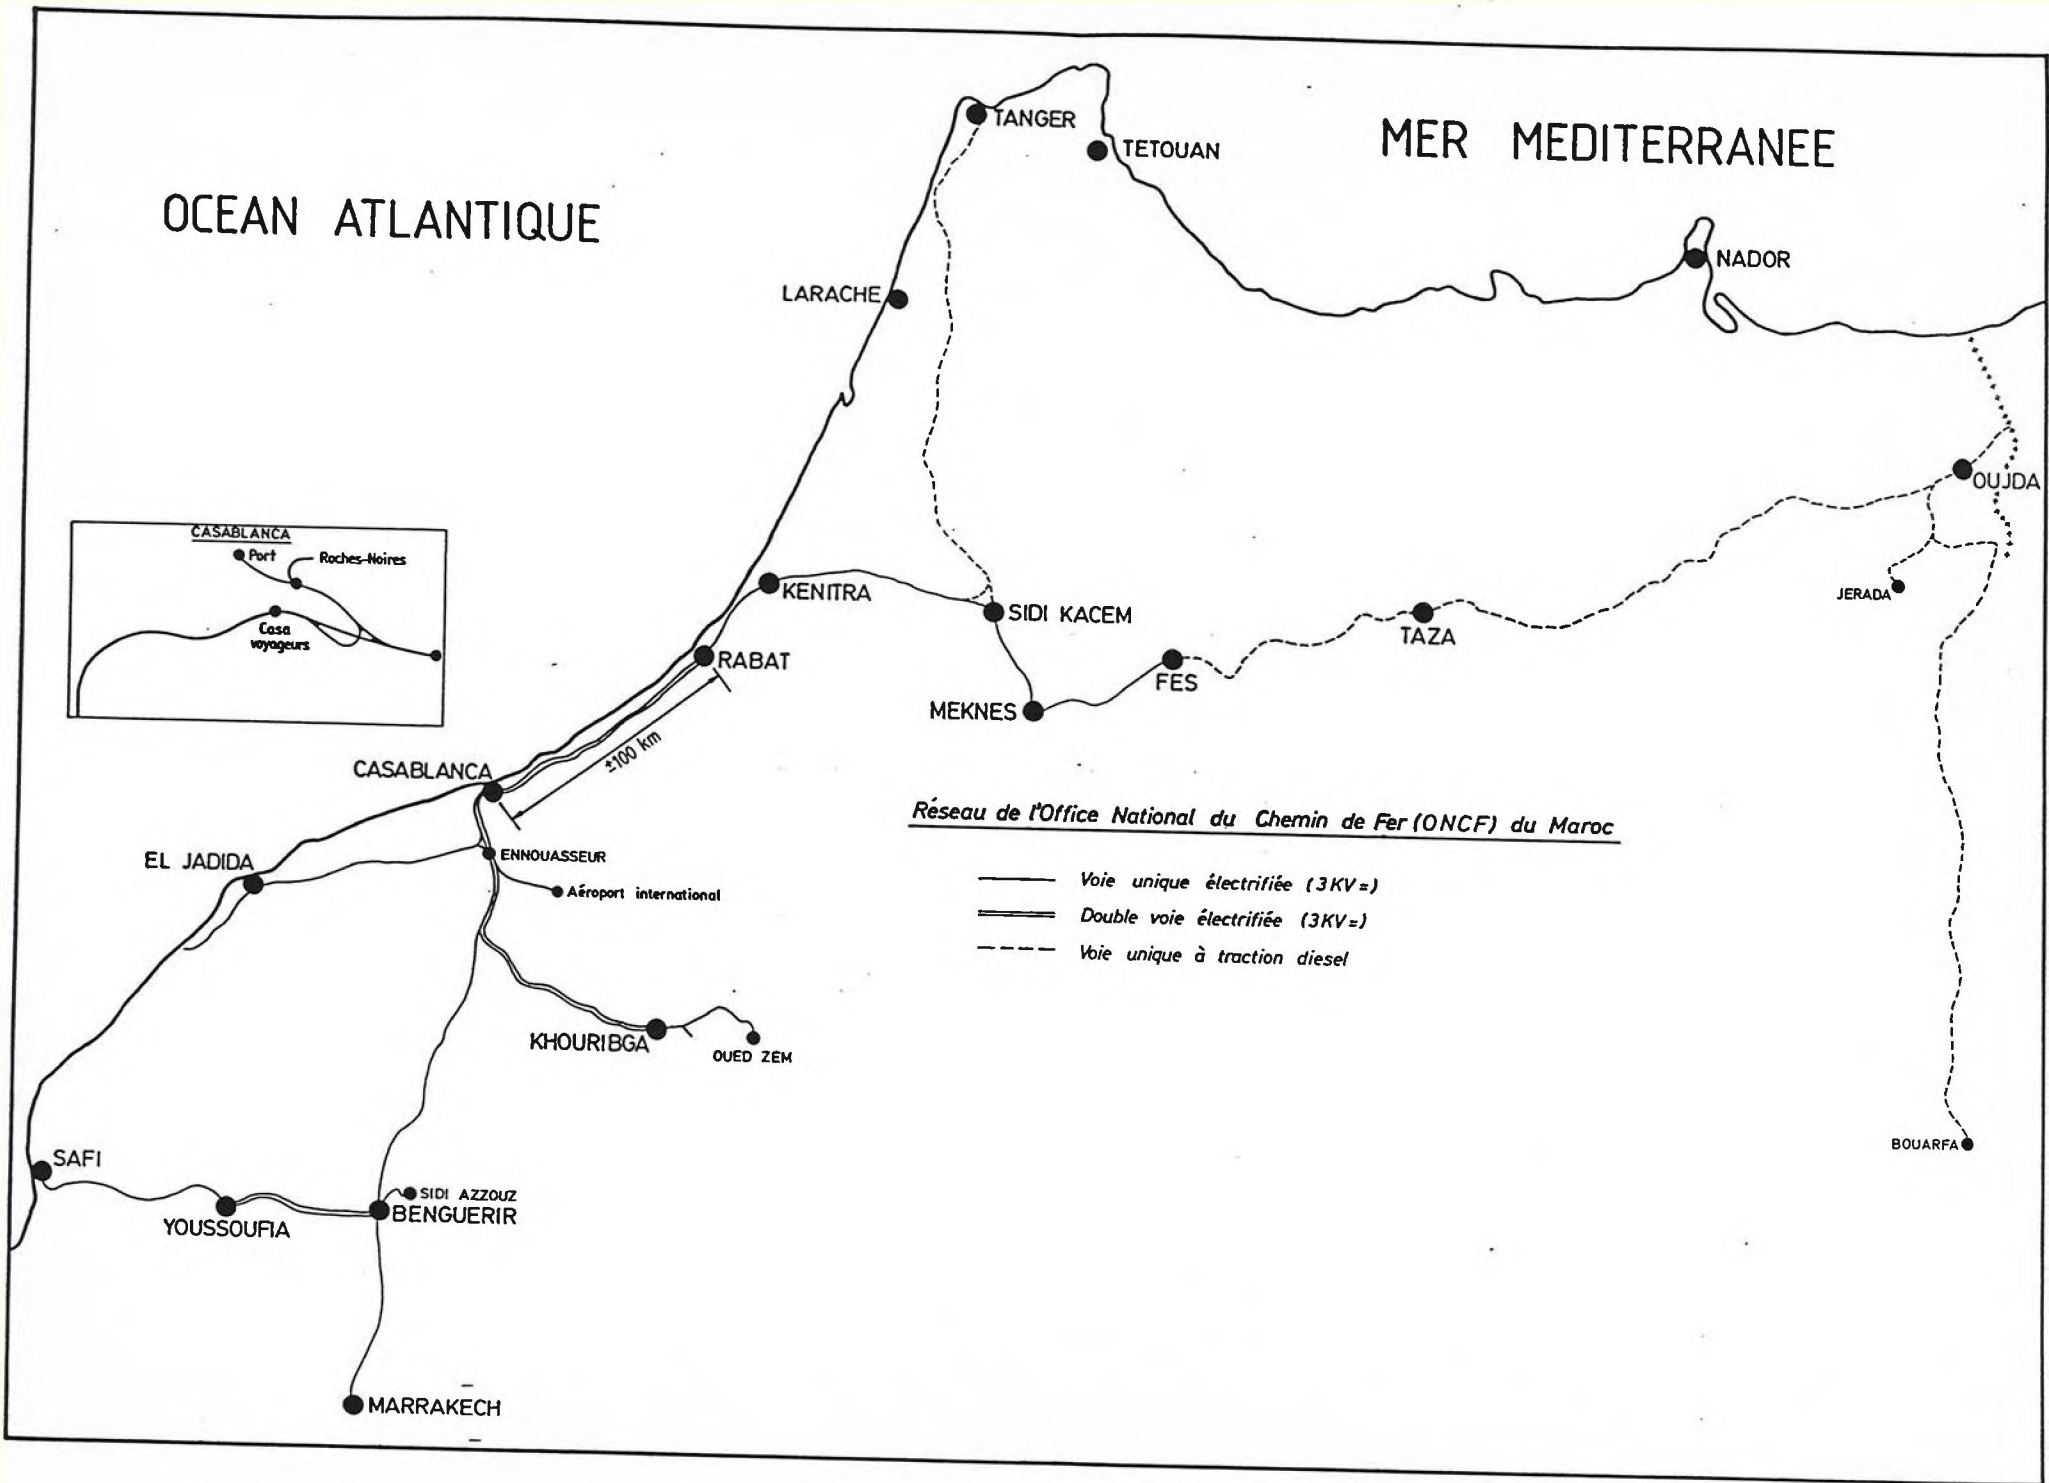 TANGER
TETOUAN
MER MEDITERRANEE
OCEAN ATLANTIQUE
NADOR
LARACHE
OUJDA
CASABLANCA
Port
Roches-Noires
Casa
voyageurs
KENITRA
SIDI KACEM
JERADA
TAZA
RABAT
FES
MEKNES
±100 km
CASABLANCA
Réseau de l'Office National du Chemin de Fer (ONCF) du Maroc
EL JADIDA
ENNOUASSEUR
Aéroport international
Voie unique électrifiée (3KV=)
Double voie électrifiée (3KV=)
Voie unique à traction diesel
KHOURIBGA
OUED ZEM
BOUARFA
SAFI
SIDI AZZOUZ
BENGUERIR
YOUSSOUFIA
MARRAKECH